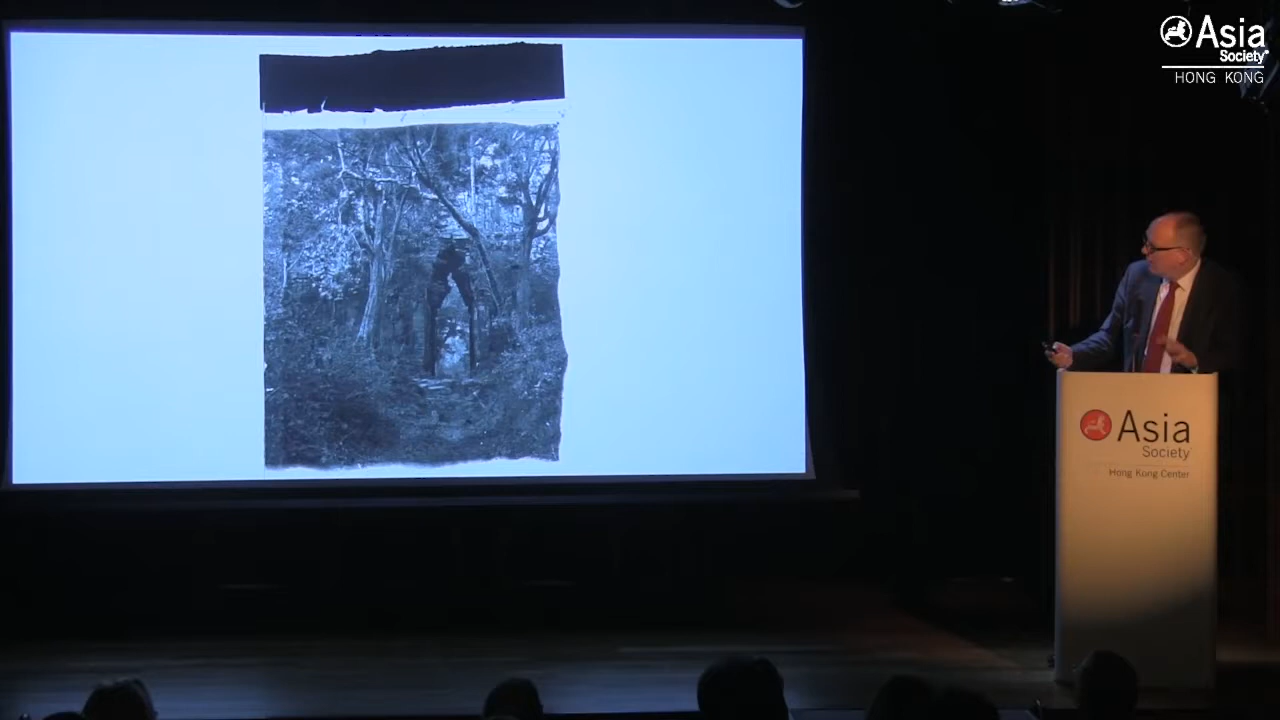 Asia
Society
HONG KONG
Asia
Society
Hong Kong Center